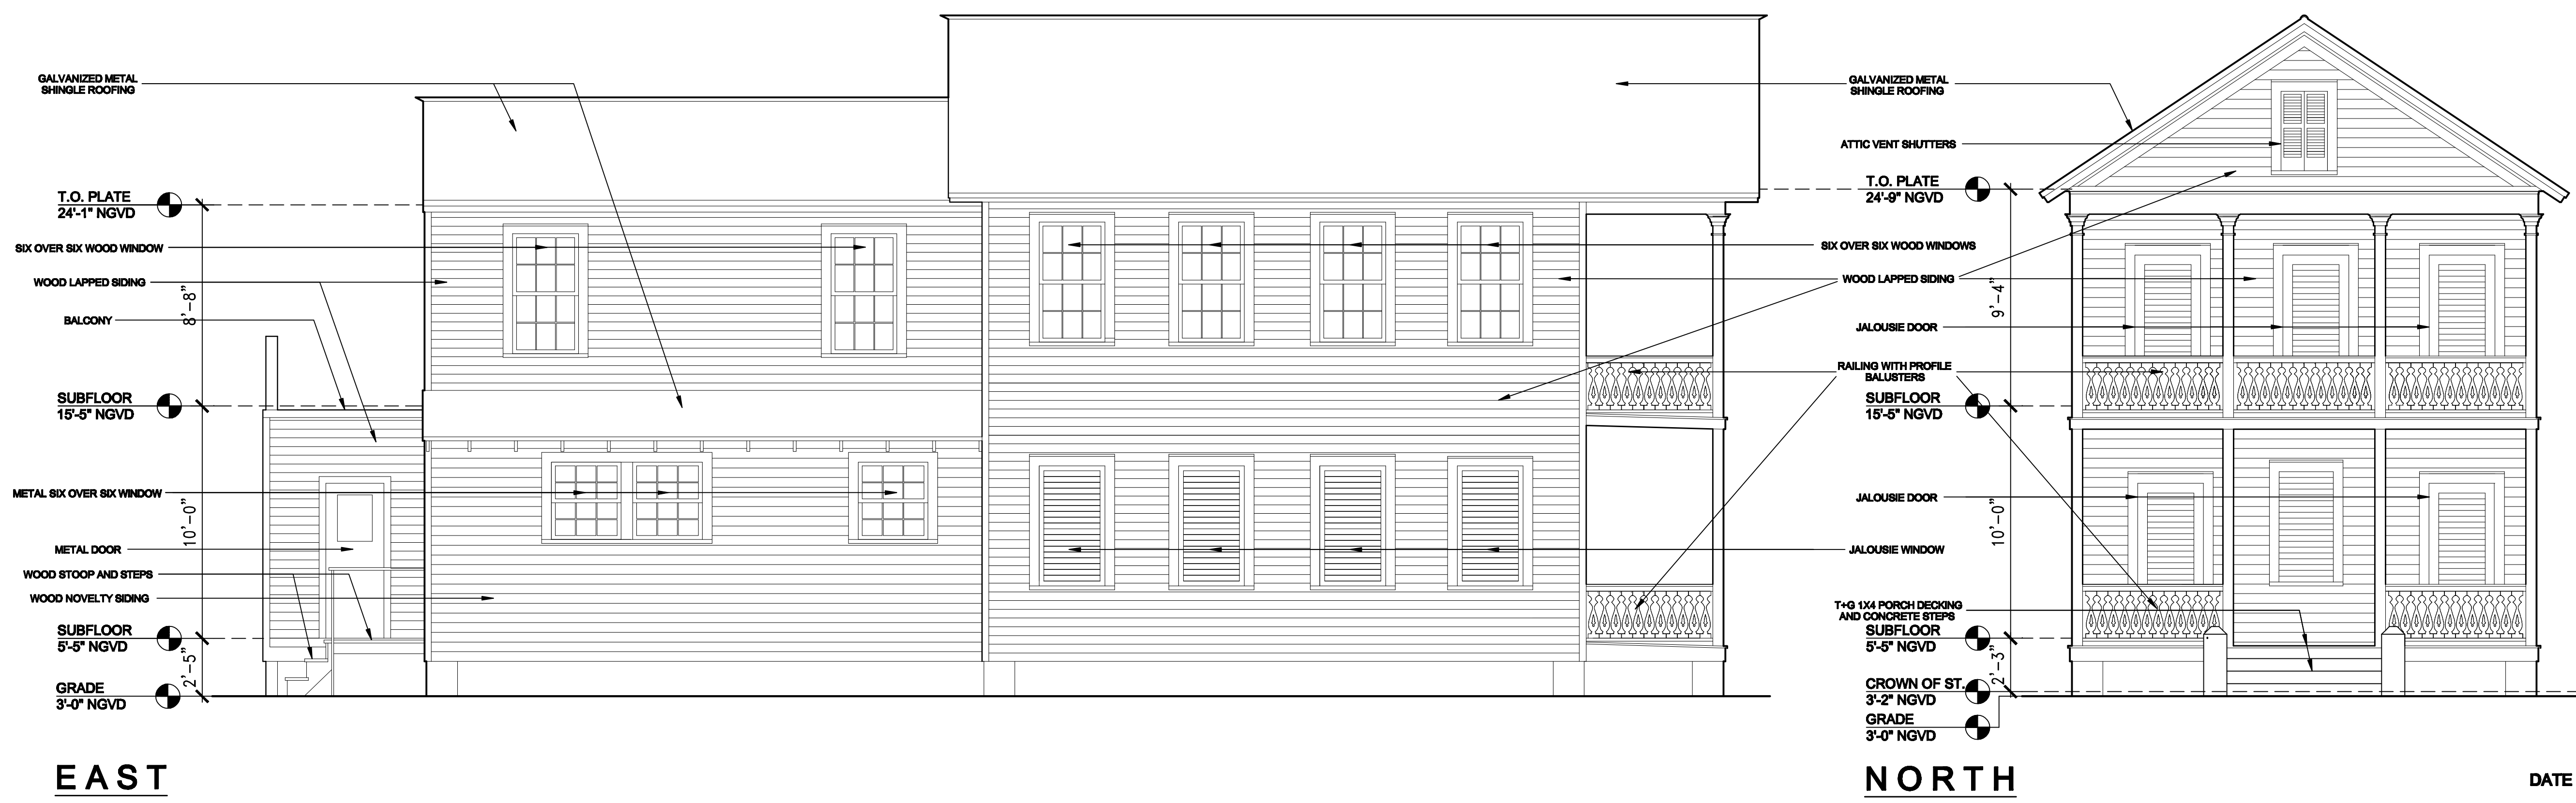 GALVANIZED METAL
SHINGLE ROOFING
T.O. PLATE
24'-1" NGVD
SIX OVER SIX WOOD WINDOW
WOOD LAPPED SIDING
8'-8"
BALCONY
SUBFLOOR
15'-5" NGVD
METAL SIX OVER SIX WINDOW
10'-0"
METAL DOOR
WOOD STOOP AND STEPS
WOOD NOVELTY SIDING
SUBFLOOR
5'-5" NGVD
2'-5"
GRADE
3'-0" NGVD
EAST
GALVANIZED METAL
SHINGLE ROOFING
ATTIC VENT SHUTTERS
T.O. PLATE
24'-9" NGVD
SIX OVER SIX WOOD WINDOWS
WOOD LAPPED SIDING
9'-4"
JALOUSIE DOOR
RAILING WITH PROFILE
BALUSTERS
SUBFLOOR
15'-5" NGVD
JALOUSIE DOOR
10'-0"
JALOUSIE WINDOW
T+G 1X4 PORCH DECKING
AND CONCRETE STEPS
SUBFLOOR
5'-5" NGVD
2'-3"
CROWN OF ST.
3'-2" NGVD
GRADE
3'-0" NGVD
NORTH
DATE